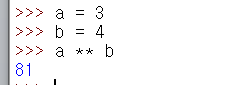 >>> a = 3
>>> b = 4
>>> a ** b
81